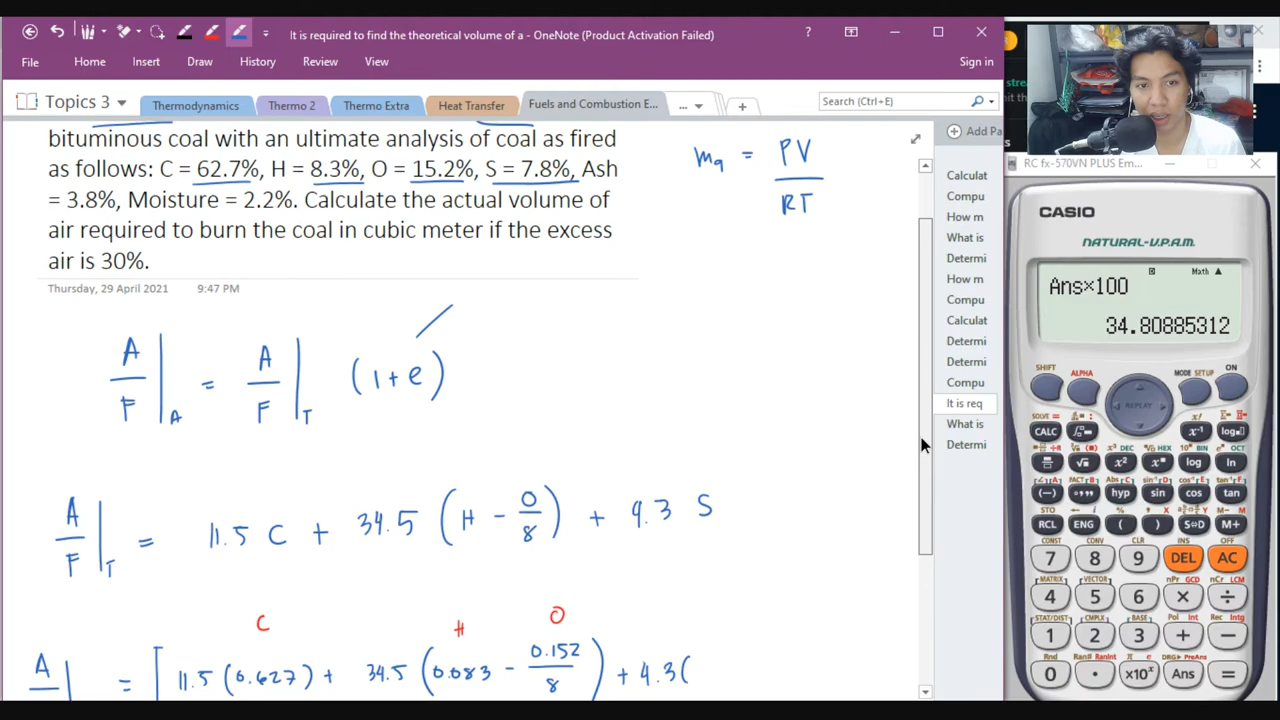 It is required to find the theoretical volume of a - OneNote (Product Activation Failed)
?
File
Home
Insert
Draw
History
Review
View
Sign in
Topics 3
Thermodynamics
Thermo 2
Thermo Extra
Heat Transfer
Fuels and Combustion E...
...
+
Search (Ctrl+E)
bituminous coal with an ultimate analysis of coal as fired
as follows: C = 62.7%, H = 8.3%, O = 15.2%, S = 7.8%, Ash
= 3.8%, Moisture = 2.2%. Calculate the actual volume of
air required to burn the coal in cubic meter if the excess
air is 30%.
Thursday, 29 April 2021
9:47 PM
ma = PV / RT
A/F |A = A/F |T (1 + e)
A/F |T = 11.5 C + 34.5 (H - O/8) + 4.3 S
C H O
A = [ 11.5 (0.627) + 34.5 (0.083 - 0.152/8) + 4.3(
Add Pa
Calculat
Compu
How m
What is
Determi
How m
Compu
Calculat
Determi
Determi
Compu
It is req
What is
Determi
RC fx-570VN PLUS Em...
CASIO
NATURAL-V.P.A.M.
Math
Ans×100
34.80885312
SHIFT
ALPHA
REPLAY
MODE SETUP
ON
SOLVE =
CALC
x⁻¹
log
x²
log
ln
(−)
hyp
sin
cos
tan
STO
RCL
ENG
(
)
S⇔D
M+
7 8 9 DEL AC
4 5 6 × ÷
1 2 3 + −
0 . ×10ˣ Ans =